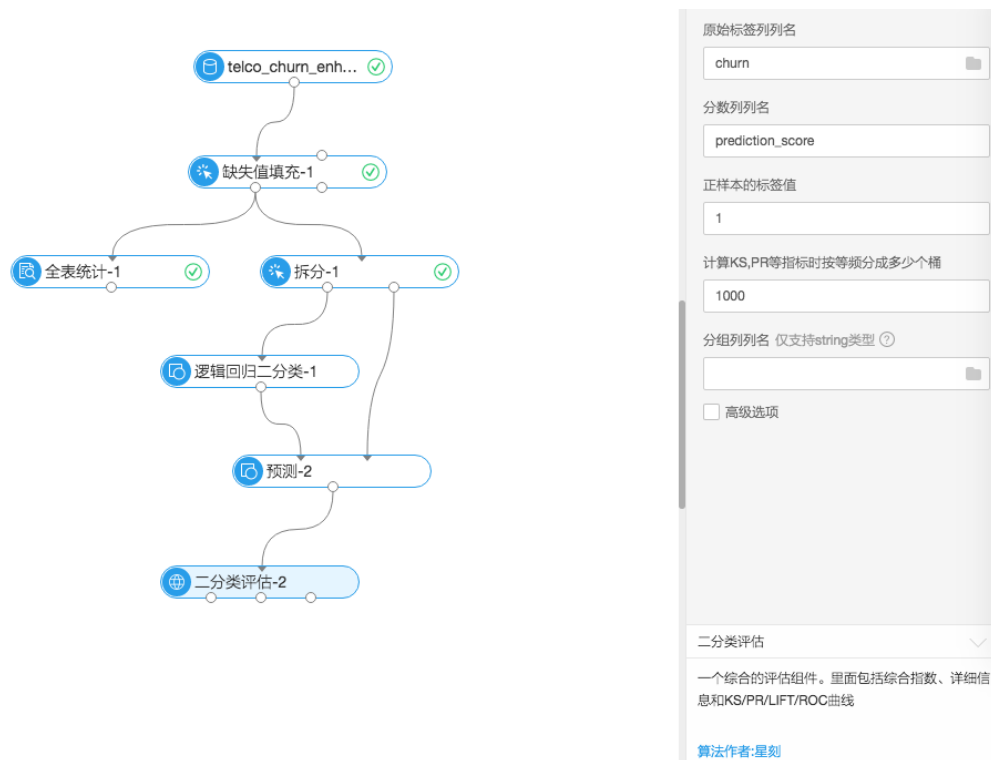 telco_churn_enh...
缺失值填充-1
全表统计-1
拆分-1
逻辑回归二分类-1
预测-2
二分类评估-2
原始标签列列名
churn
分数列列名
prediction_score
正样本的标签值
1
计算KS,PR等指标时按等频分成多少个桶
1000
分组列列名 仅支持string类型 ?
高级选项
二分类评估
一个综合的评估组件。里面包括综合指数、详细信
息和KS/PR/LIFT/ROC曲线
算法作者:星刻